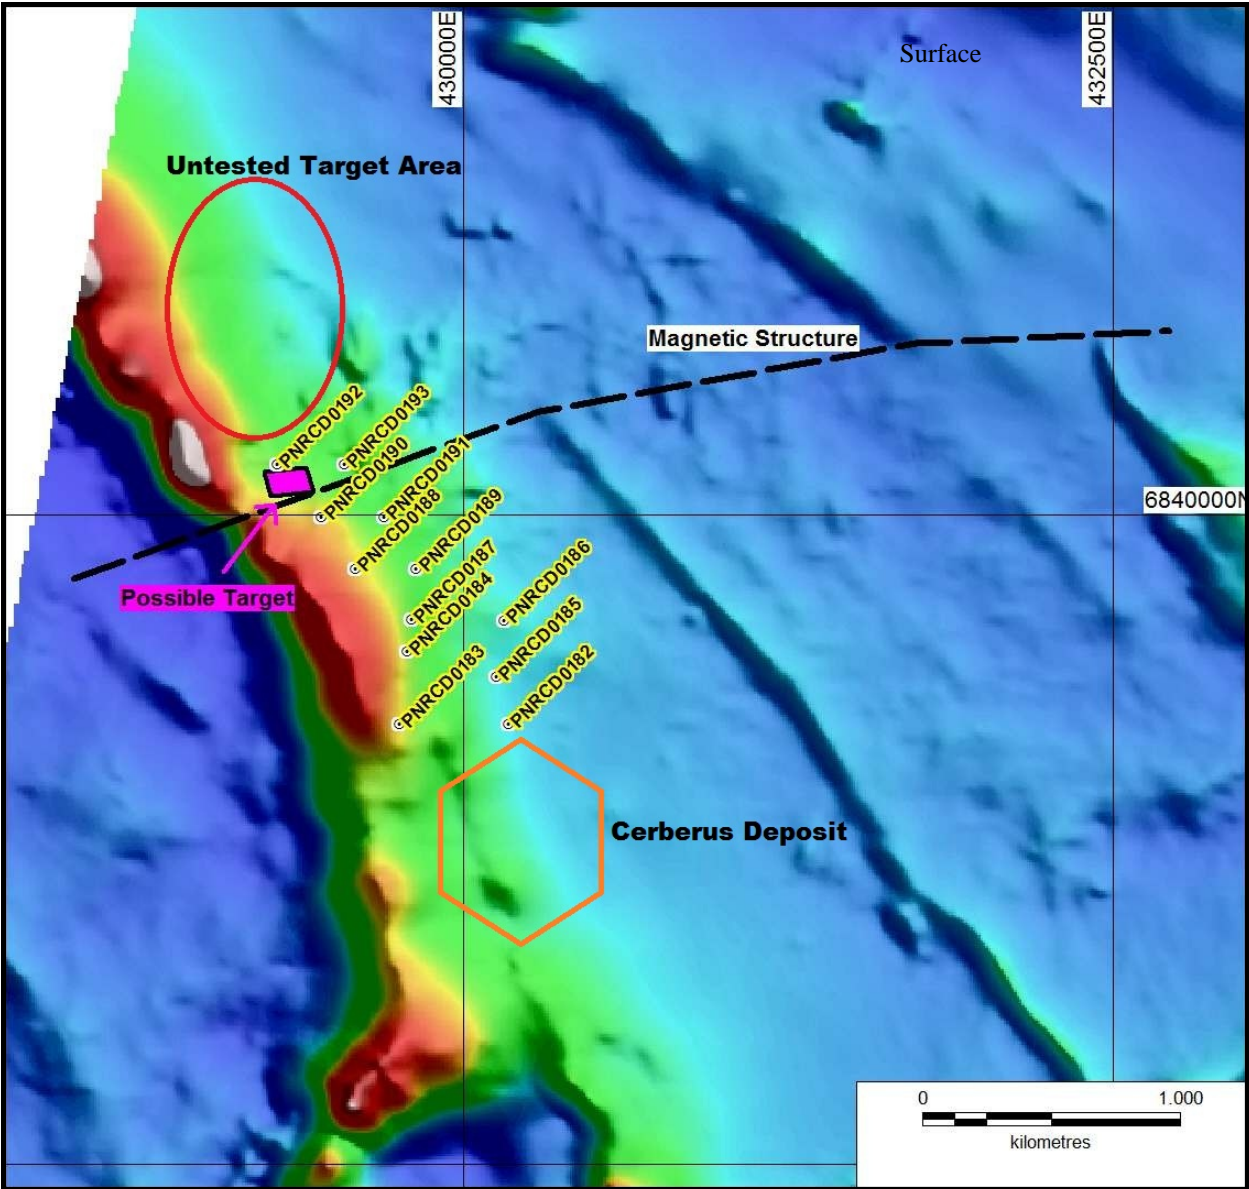 430000E
432500E
Surface
Untested Target Area
Magnetic Structure
PNRCD0192
PNRCD0193
PNRCD0190
PNRCD0191
PNRCD0188
PNRCD0189
6840000N
PNRCD0187
PNRCD0186
PNRCD0184
PNRCD0185
Possible Target
PNRCD0183
PNRCD0182
Cerberus Deposit
0 1.000
kilometres